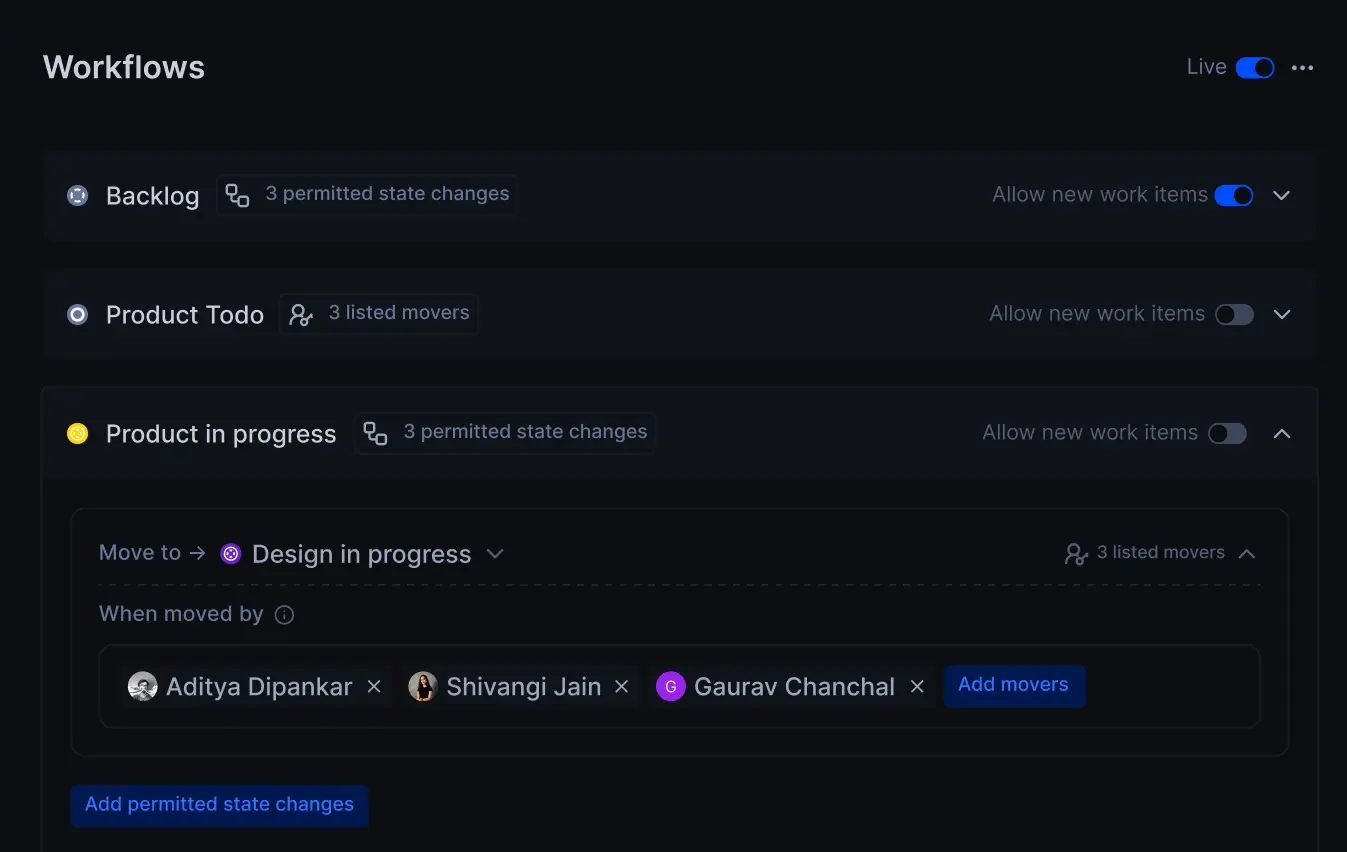 Workflows
Live
Backlog 3 permitted state changes Allow new work items
Product Todo 3 listed movers Allow new work items
Product in progress 3 permitted state changes Allow new work items
Move to → Design in progress 3 listed movers
When moved by
Aditya Dipankar × Shivangi Jain × G Gaurav Chanchal × Add movers
Add permitted state changes